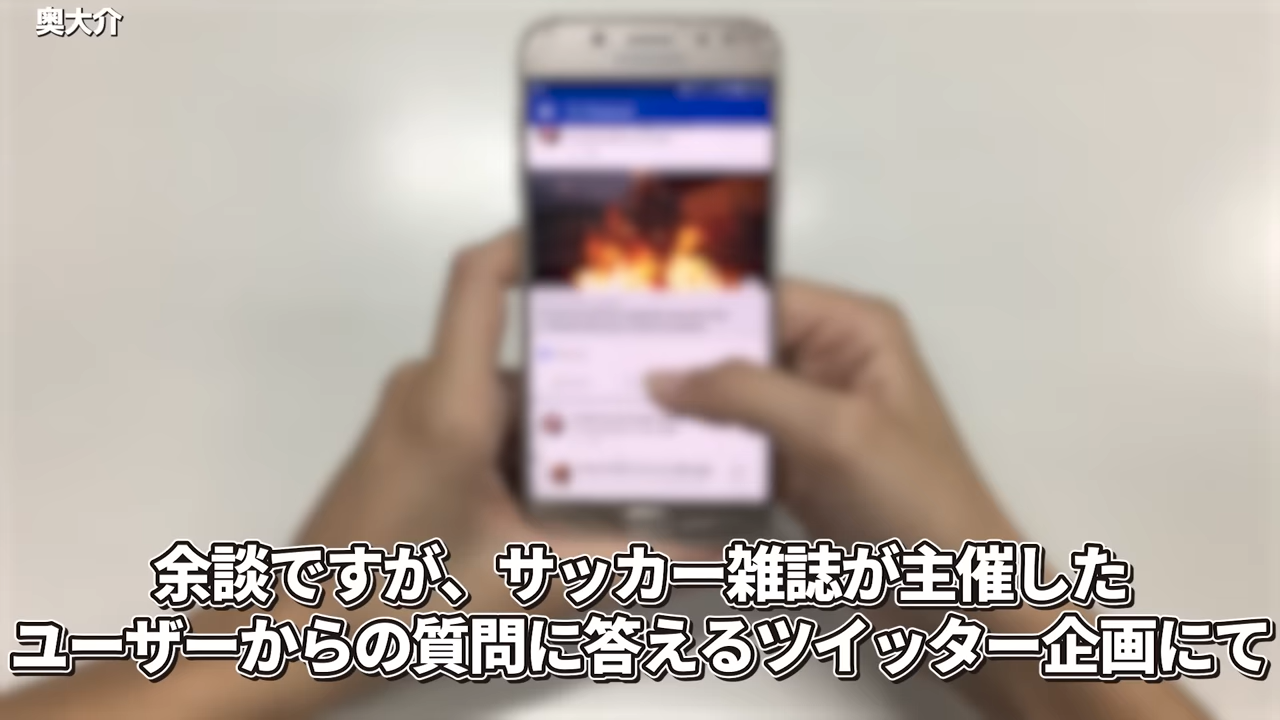 奥大介
余談ですが、サッカー雑誌が主催した
ユーザーからの質問に答えるツイッター企画にて